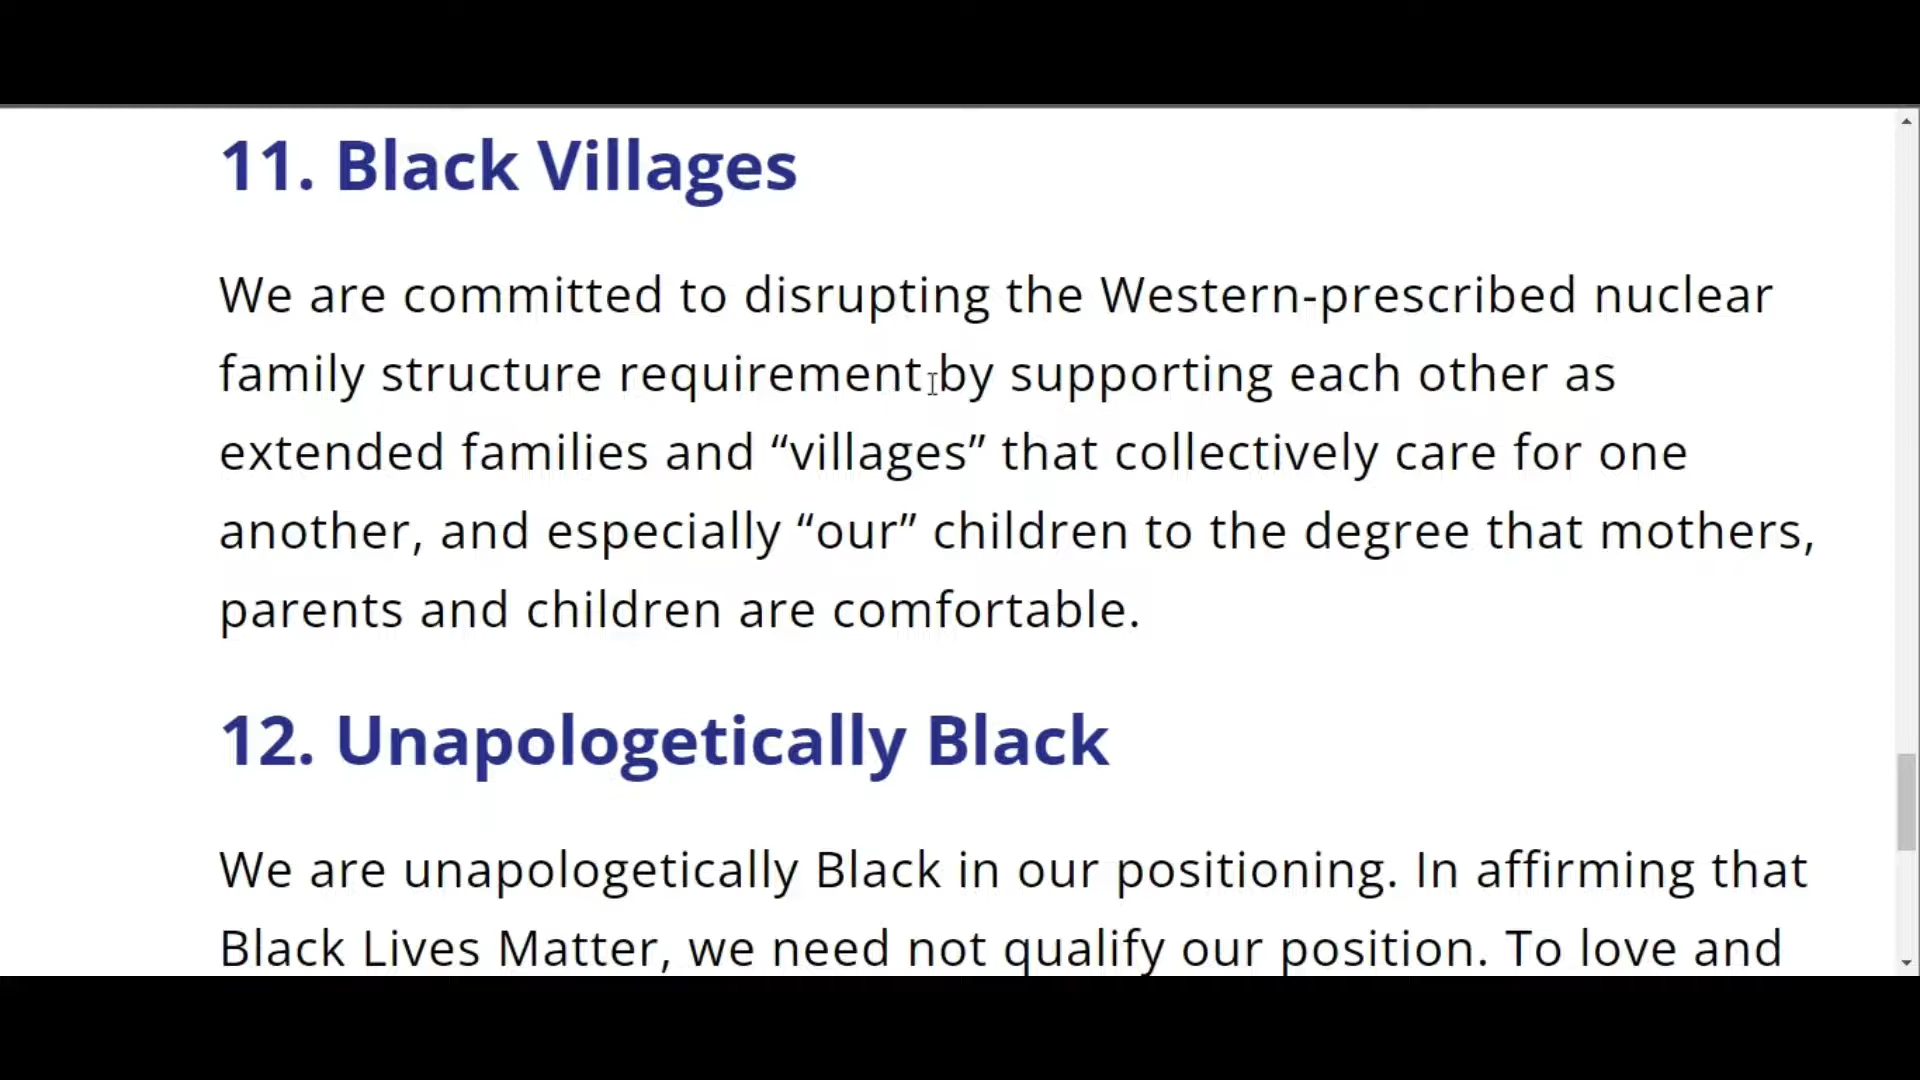 11. Black Villages
We are committed to disrupting the Western-prescribed nuclear
family structure requirement by supporting each other as
extended families and “villages” that collectively care for one
another, and especially “our” children to the degree that mothers,
parents and children are comfortable.
12. Unapologetically Black
We are unapologetically Black in our positioning. In affirming that
Black Lives Matter, we need not qualify our position. To love and